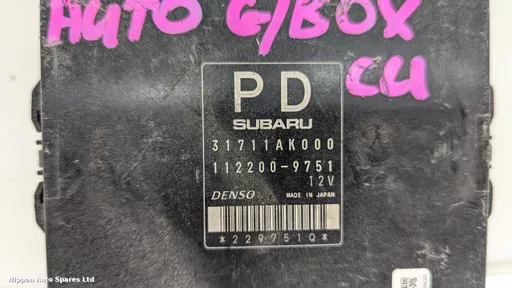 AUTO G/BOX
CU
PD
SUBARU
31711AK000
112200-9751
12V
DENSO MADE IN JAPAN
*229751Q*
Nippon Auto Spares Ltd